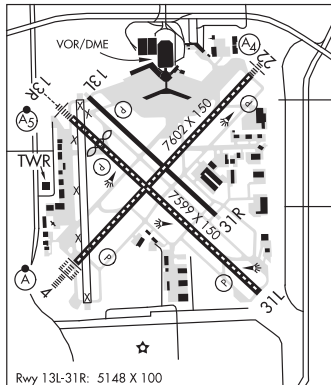 VOR/DME
A4
22
13R
13L
P
P
A5
X
X
P
TWR
7602 X 150
7599 X 150
31R
P
P
A
4
X
X
31L
Rwy 13L-31R: 5148 X 100